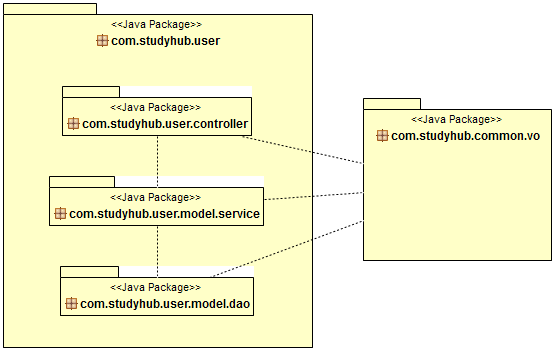 <<Java Package>>
com.studyhub.user
<<Java Package>>
com.studyhub.user.controller
<<Java Package>>
com.studyhub.common.vo
<<Java Package>>
com.studyhub.user.model.service
<<Java Package>>
com.studyhub.user.model.dao